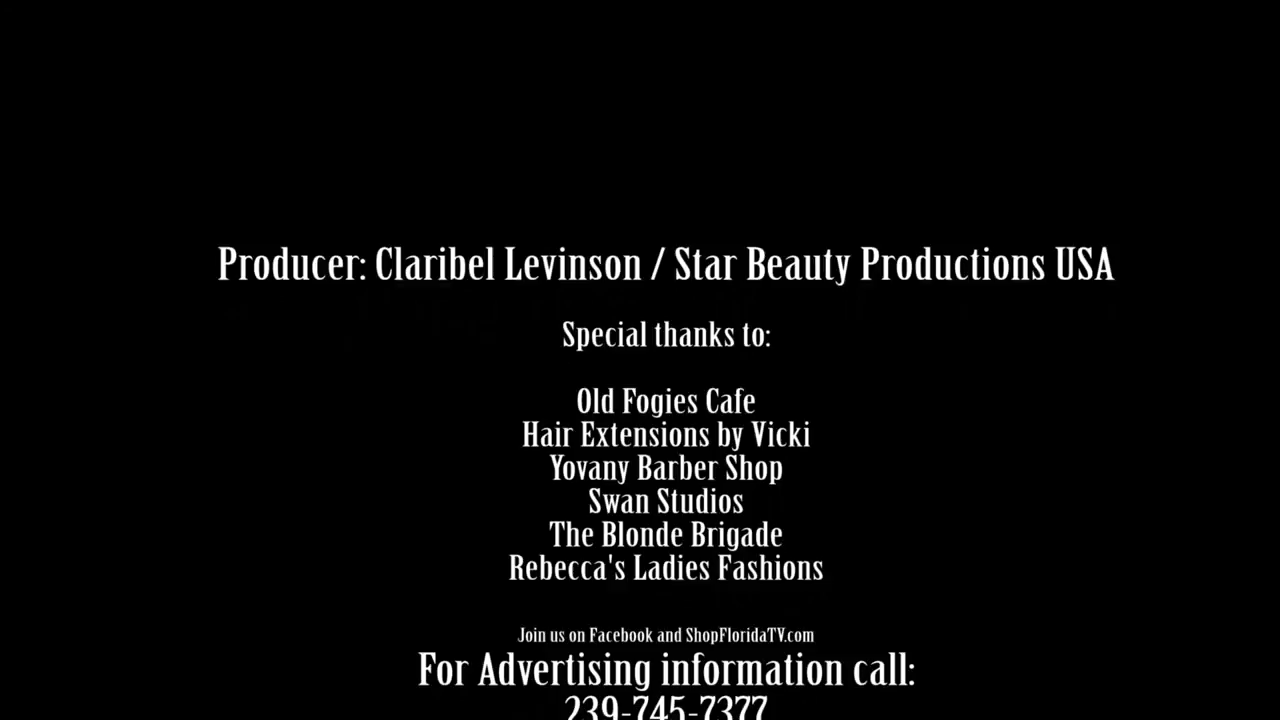 Producer: Claribel Levinson / Star Beauty Productions USA
Special thanks to:
Old Fogies Cafe
Hair Extensions by Vicki
Yovany Barber Shop
Swan Studios
The Blonde Brigade
Rebecca's Ladies Fashions
Join us on Facebook and ShopFloridaTV.com
For Advertising information call:
239-745-7377